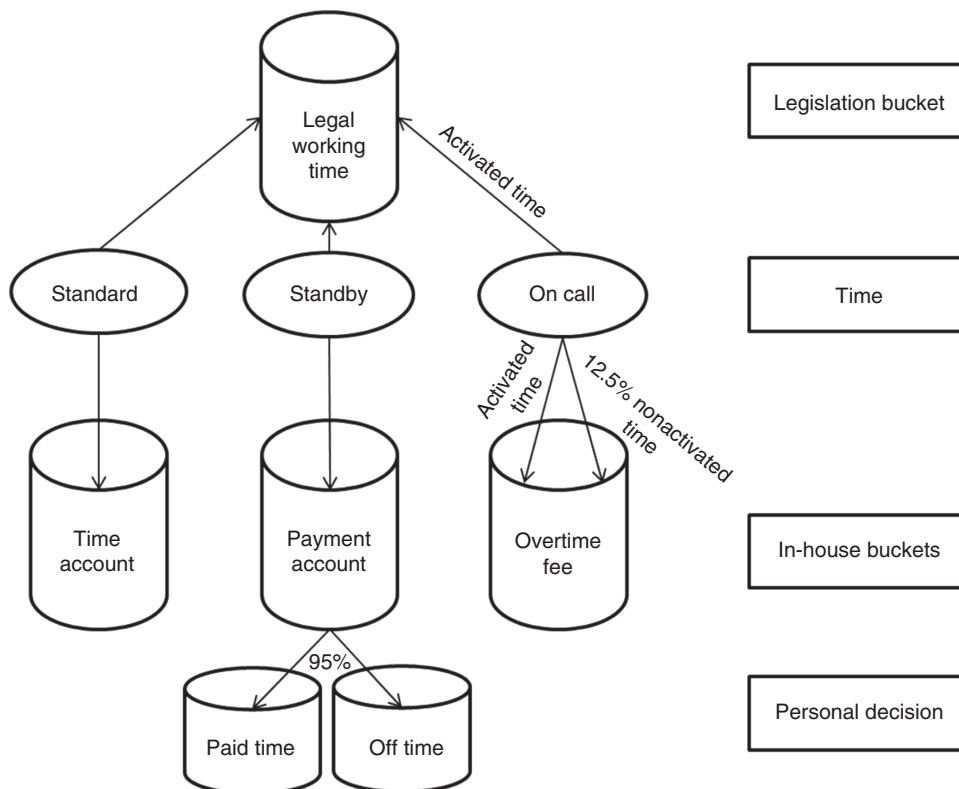 Legal
working
time
Legislation bucket
Activated time
Standard
Standby
On call
Time
Activated
time
12.5% nonactivated
time
Time
account
Payment
account
Overtime
fee
In-house buckets
95%
Paid time
Off time
Personal decision